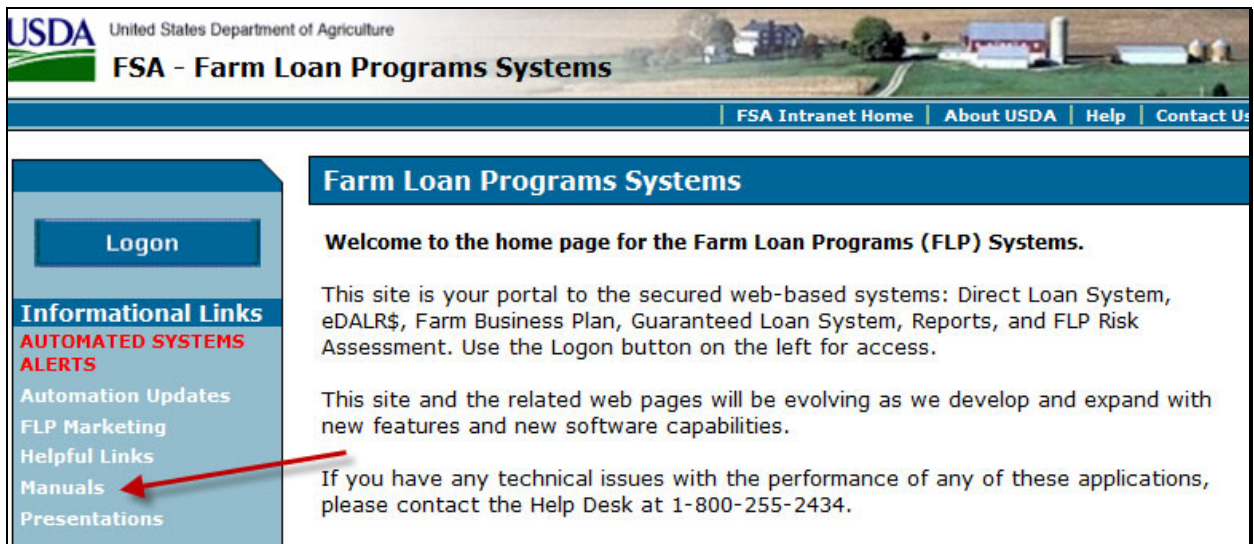 USDA
United States Department of Agriculture
FSA - Farm Loan Programs Systems
FSA Intranet Home | About USDA | Help | Contact Us
Logon
Informational Links
AUTOMATED SYSTEMS
ALERTS
Automation Updates
FLP Marketing
Helpful Links
Manuals
Presentations
Farm Loan Programs Systems
Welcome to the home page for the Farm Loan Programs (FLP) Systems.
This site is your portal to the secured web-based systems: Direct Loan System,
eDALR$, Farm Business Plan, Guaranteed Loan System, Reports, and FLP Risk
Assessment. Use the Logon button on the left for access.
This site and the related web pages will be evolving as we develop and expand with
new features and new software capabilities.
If you have any technical issues with the performance of any of these applications,
please contact the Help Desk at 1-800-255-2434.